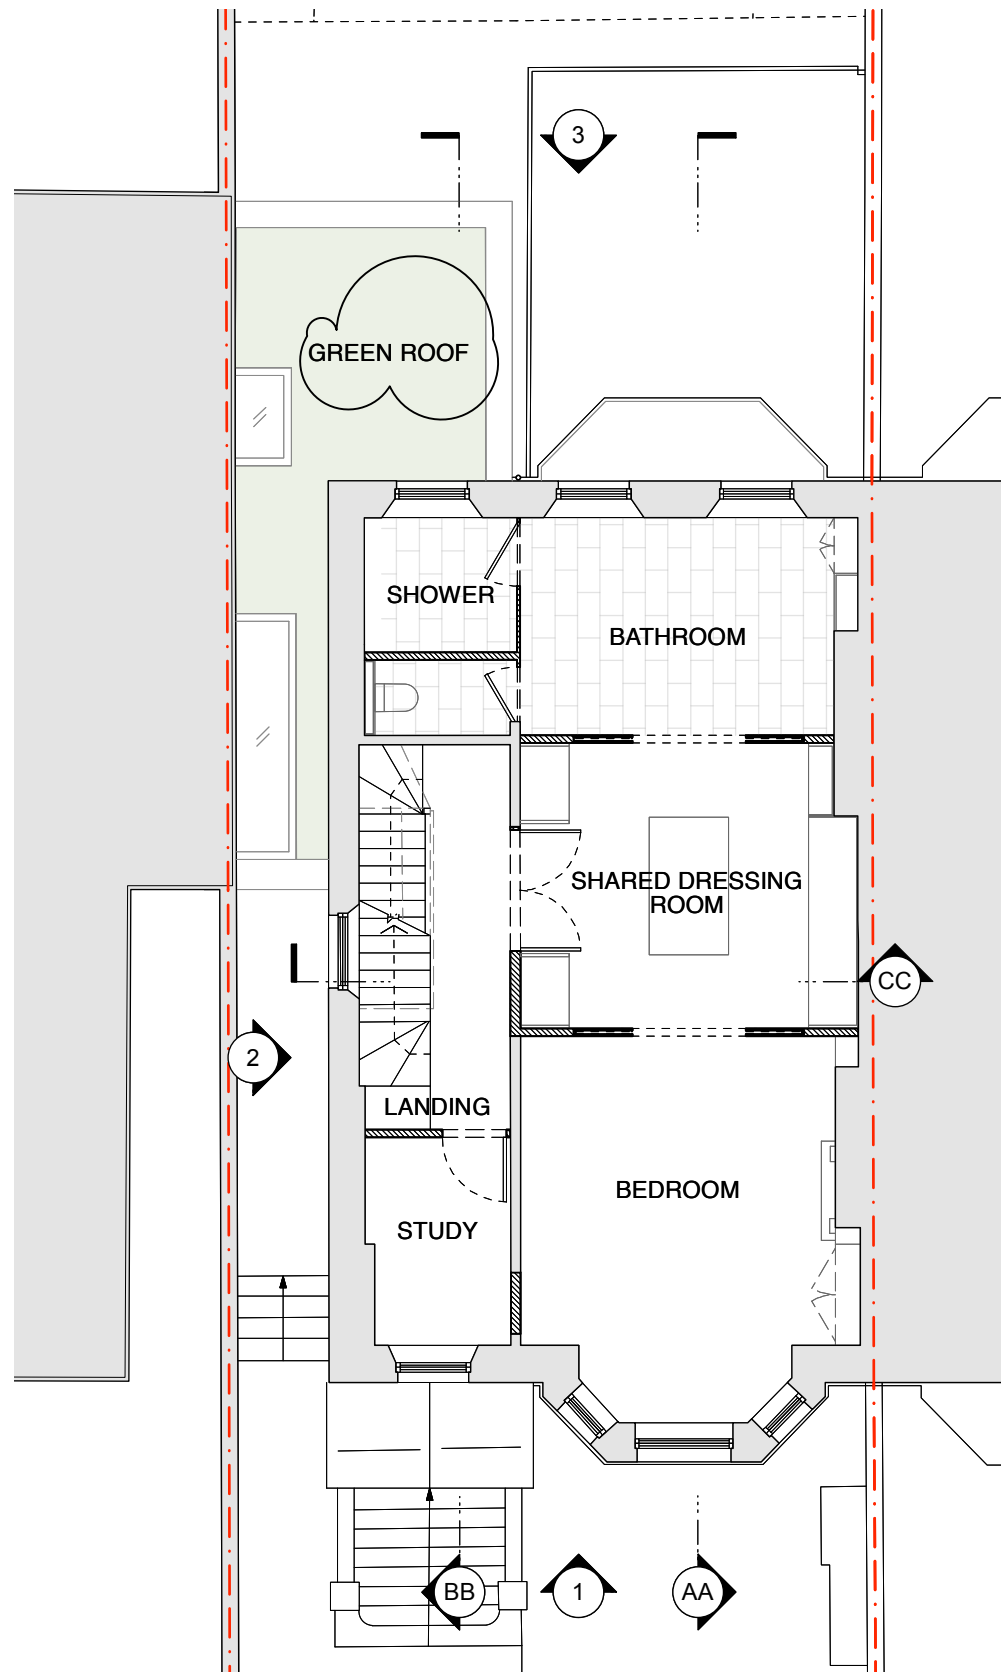 3
GREEN ROOF
SHOWER
BATHROOM
SHARED DRESSING
ROOM
CC
2
LANDING
BEDROOM
STUDY
BB
1
AA